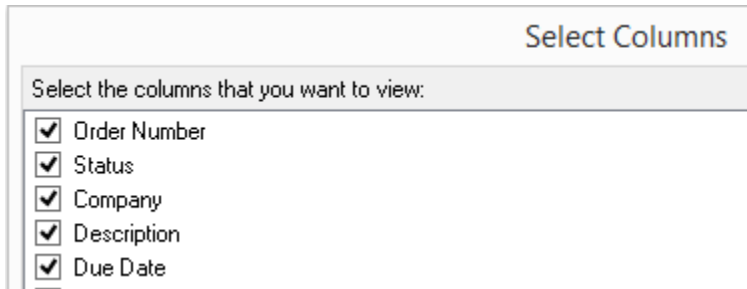 Select Columns
Select the columns that you want to view:
Order Number
Status
Company
Description
Due Date